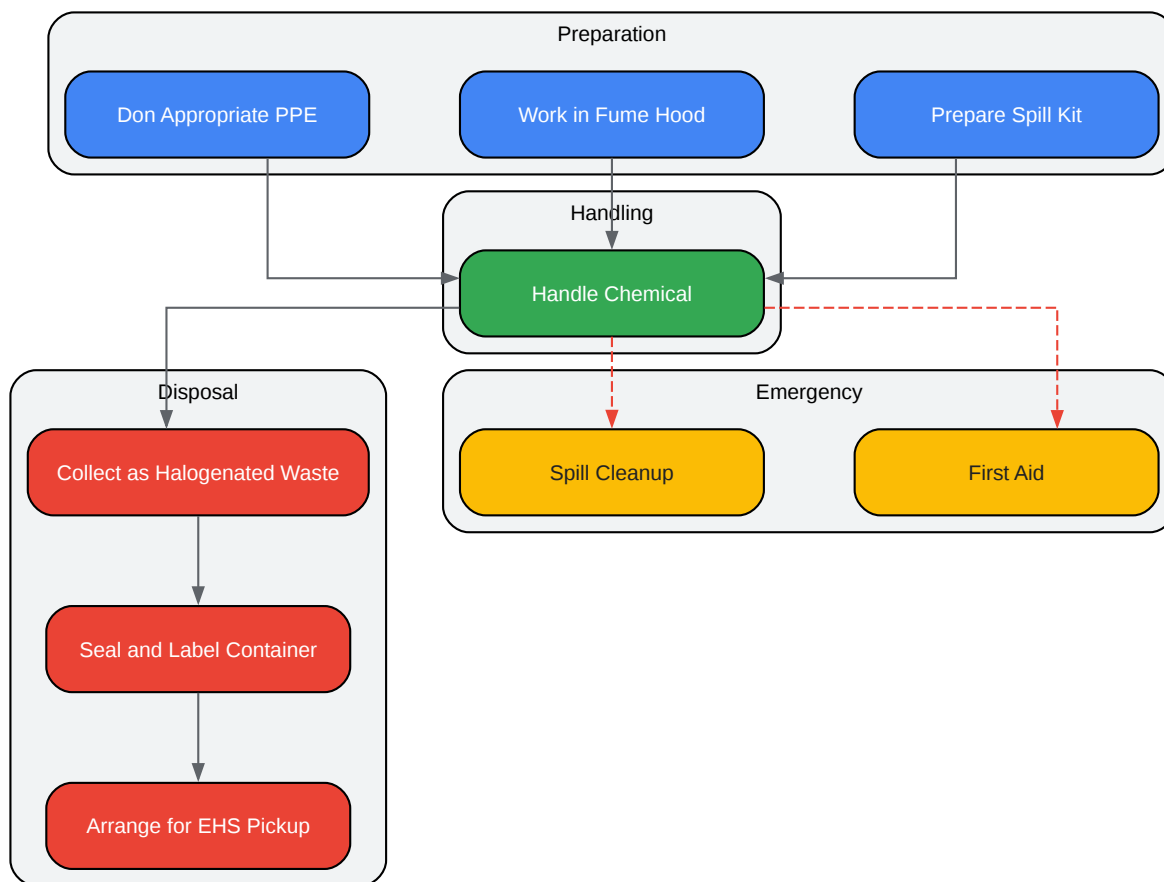 Preparation
Don Appropriate PPE
Work in Fume Hood
Prepare Spill Kit
Handling
Handle Chemical
Disposal
Emergency
Collect as Halogenated Waste
Spill Cleanup
First Aid
Seal and Label Container
Arrange for EHS Pickup